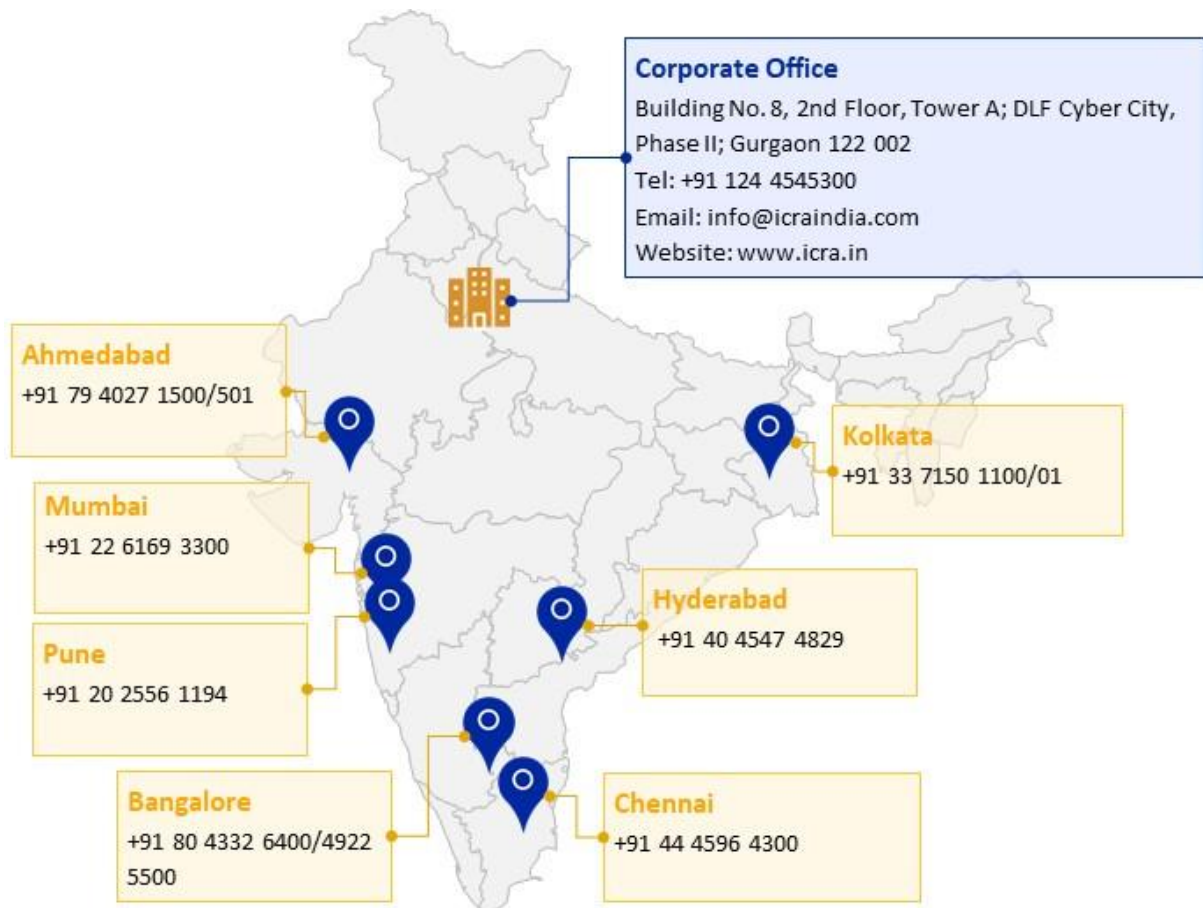 Corporate Office
Building No. 8, 2nd Floor, Tower A; DLF Cyber City,
Phase II; Gurgaon 122 002
Tel: +91 124 4545300
Email: info@icraindia.com
Website: www.icra.in
Ahmedabad
+91 79 4027 1500/501
Kolkata
+91 33 7150 1100/01
Mumbai
+91 22 6169 3300
Hyderabad
+91 40 4547 4829
Pune
+91 20 2556 1194
Bangalore
+91 80 4332 6400/4922
5500
Chennai
+91 44 4596 4300